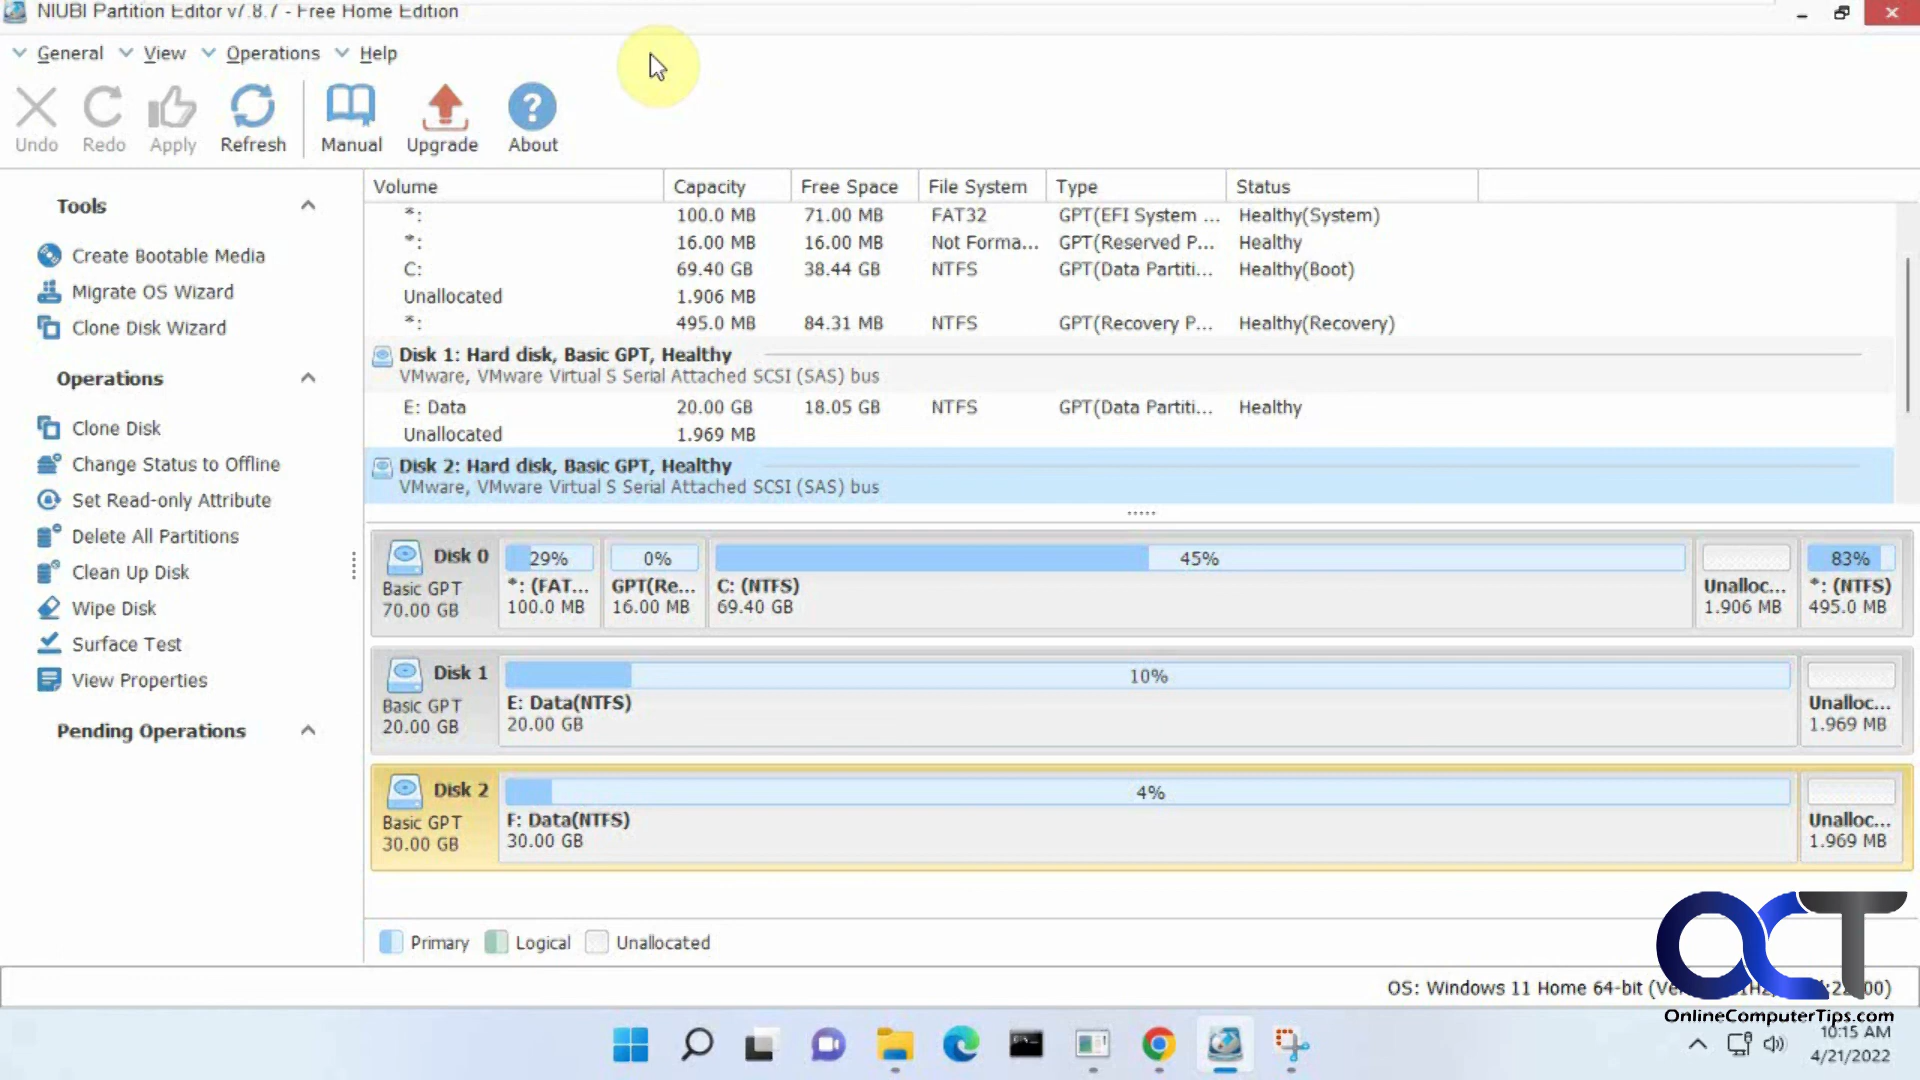 NIUBI Partition Editor v7.8.7 - Free Home Edition
General View Operations Help
Undo Redo Apply Refresh Manual Upgrade About
Tools
Create Bootable Media
Migrate OS Wizard
Clone Disk Wizard
Operations
Clone Disk
Change Status to Offline
Set Read-only Attribute
Delete All Partitions
Clean Up Disk
Wipe Disk
Surface Test
View Properties
Pending Operations
Volume Capacity Free Space File System Type Status
*: 100.0 MB 71.00 MB FAT32 GPT(EFI System ... Healthy(System)
*: 16.00 MB 16.00 MB Not Forma... GPT(Reserved P... Healthy
C: 69.40 GB 38.44 GB NTFS GPT(Data Partiti... Healthy(Boot)
Unallocated 1.906 MB
*: 495.0 MB 84.31 MB NTFS GPT(Recovery P... Healthy(Recovery)
Disk 1: Hard disk, Basic GPT, Healthy
VMware, VMware Virtual S Serial Attached SCSI (SAS) bus
E: Data 20.00 GB 18.05 GB NTFS GPT(Data Partiti... Healthy
Unallocated 1.969 MB
Disk 2: Hard disk, Basic GPT, Healthy
VMware, VMware Virtual S Serial Attached SCSI (SAS) bus
Disk 0 29% 0% 45% 83%
Basic GPT *: (FAT... GPT(Re... C: (NTFS) Unalloc... *: (NTFS)
70.00 GB 100.0 MB 16.00 MB 69.40 GB 1.906 MB 495.0 MB
Disk 1 10%
Basic GPT E: Data(NTFS) Unalloc...
20.00 GB 20.00 GB 1.969 MB
Disk 2 4%
Basic GPT F: Data(NTFS) Unalloc...
30.00 GB 30.00 GB 1.969 MB
Primary Logical Unallocated
OS: Windows 11 Home 64-bit
OCT
OnlineComputerTips.com
10:15 AM
4/21/2022